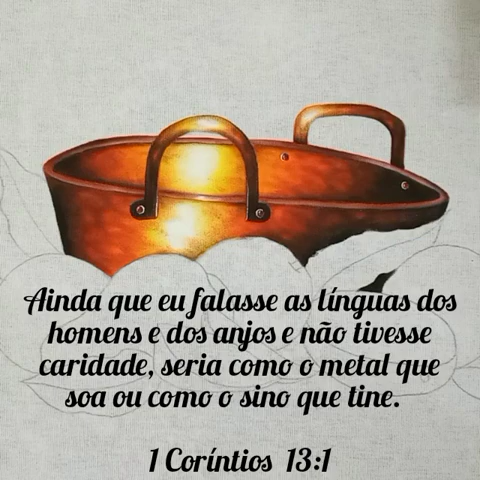 Ainda que eu falasse as línguas dos
homens e dos anjos e não tivesse
caridade, seria como o metal que
soa ou como o sino que tine.
1 Coríntios 13:1